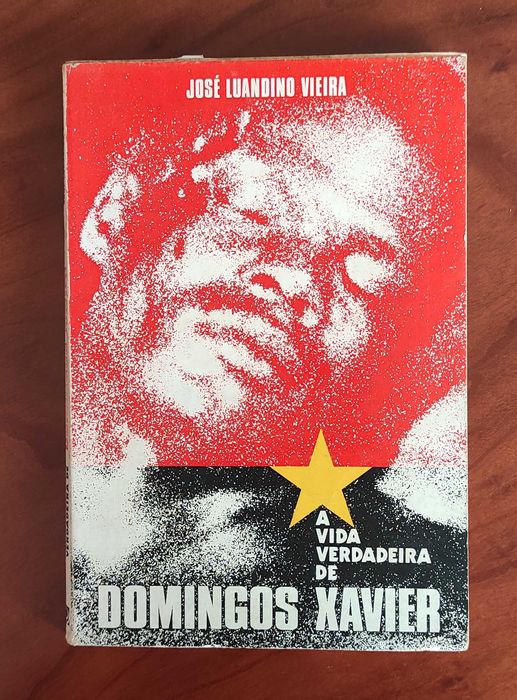 JOSÉ LUANDINO VIEIRA
A
VIDA
VERDADEIRA
DE
DOMINGOS XAVIER